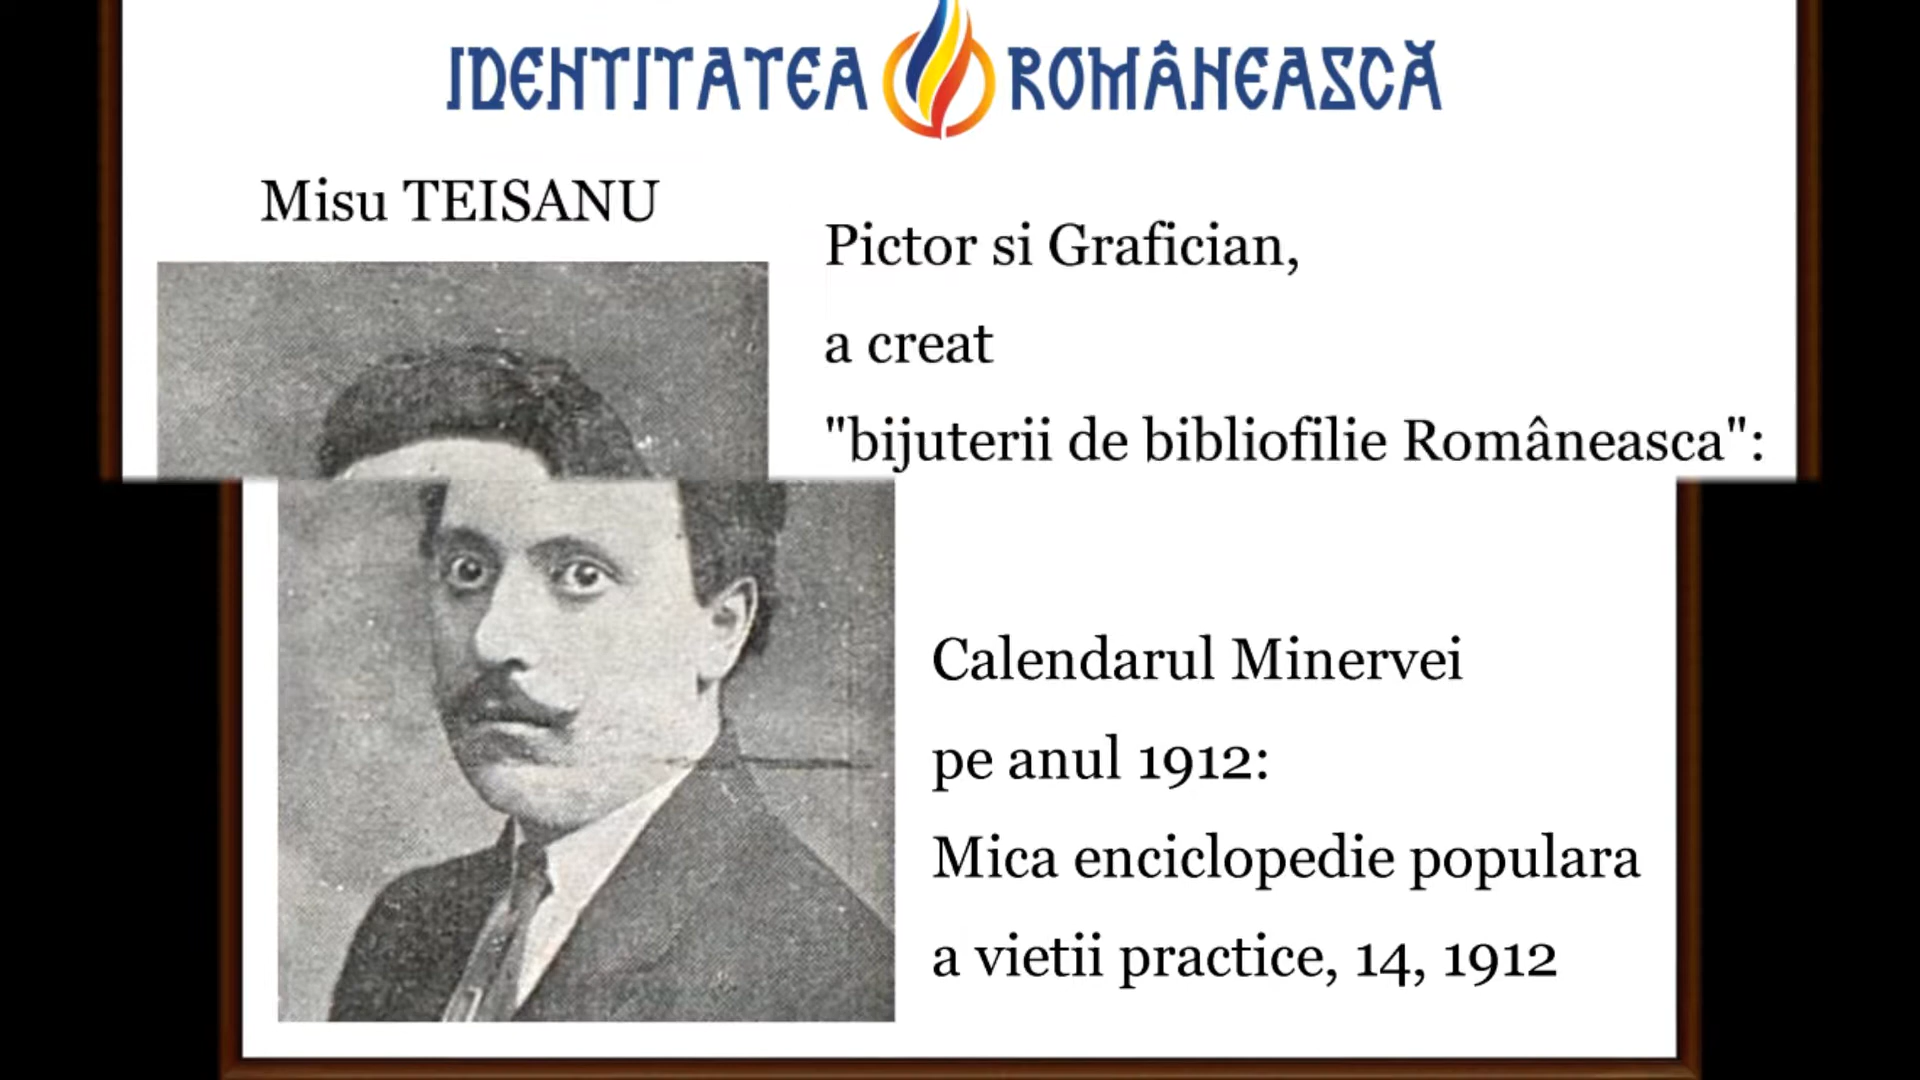 IDENTITATEA ROMÂNEASCĂ
Misu TEISANU
Pictor si Grafician,
a creat
"bijuterii de bibliofilie Româneasca":
Calendarul Minervei
pe anul 1912:
Mica enciclopedie populara
a vietii practice, 14, 1912